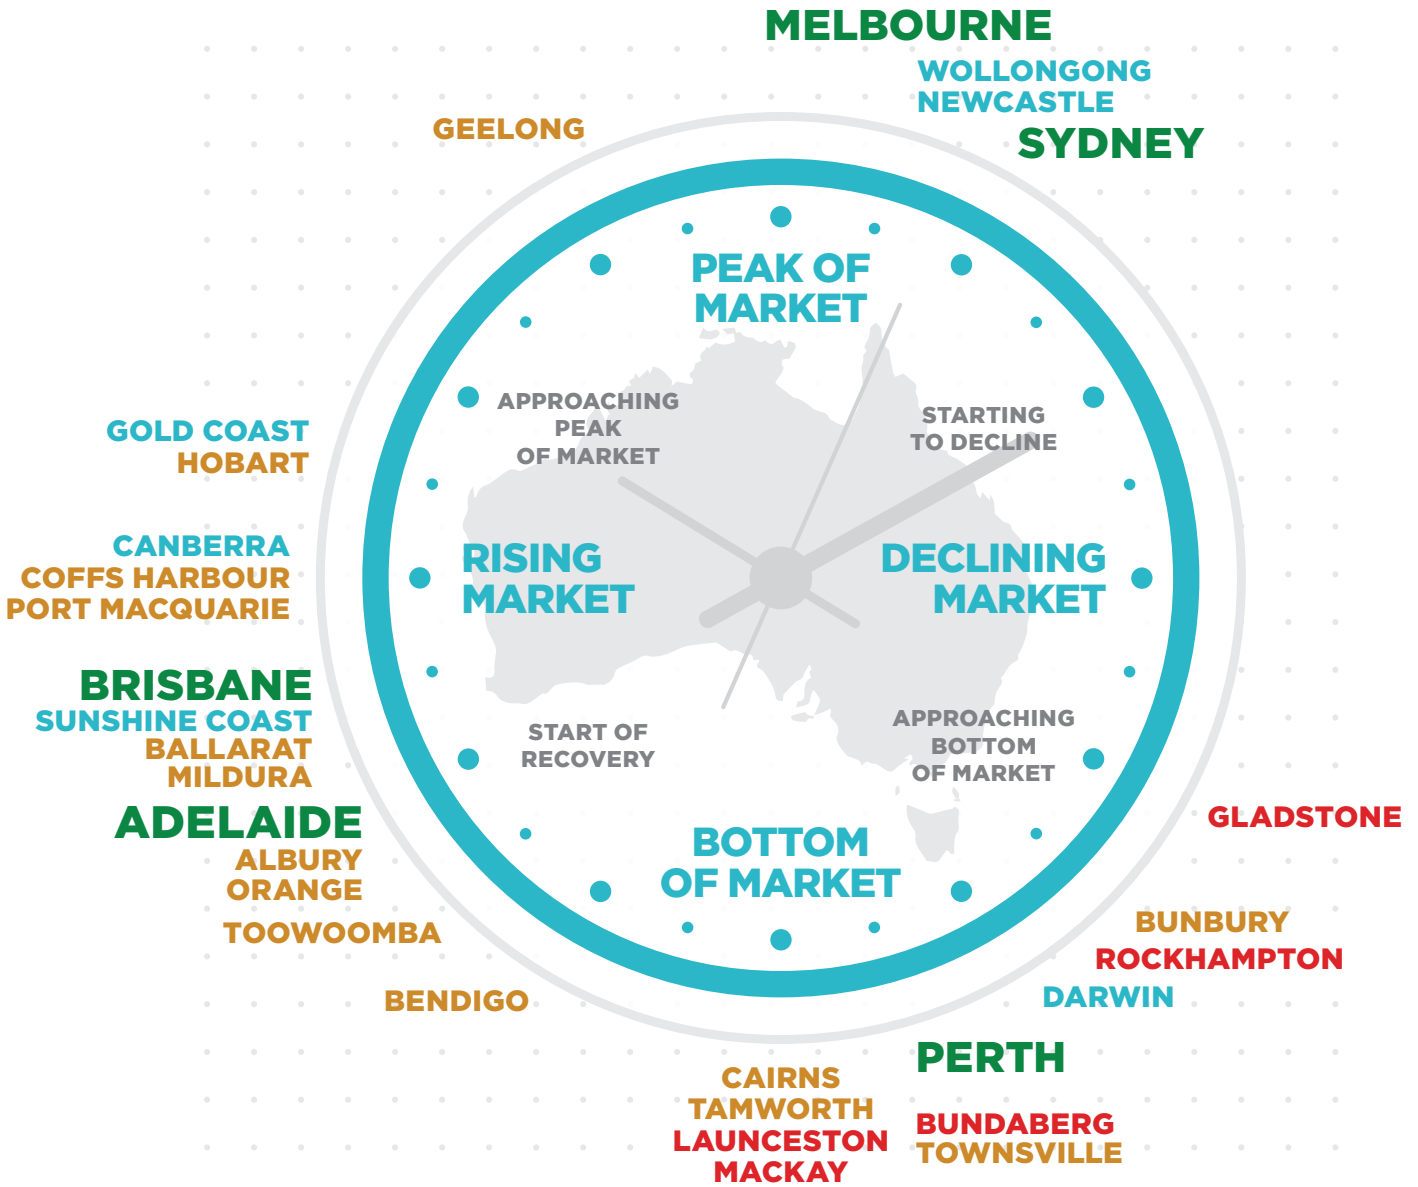 MELBOURNE
WOLLONGONG
NEWCASTLE
SYDNEY
GEELONG
PEAK OF
MARKET
APPROACHING
PEAK
OF MARKET
STARTING
TO DECLINE
GOLD COAST
HOBART
CANBERRA
COFFS HARBOUR
PORT MACQUARIE
RISING
MARKET
DECLINING
MARKET
BRISBANE
SUNSHINE COAST
BALLARAT
MILDURA
START OF
RECOVERY
APPROACHING
BOTTOM
OF MARKET
ADELAIDE
ALBURY
ORANGE
TOOWOOMBA
BENDIGO
BOTTOM
OF MARKET
GLADSTONE
BUNBURY
ROCKHAMPTON
DARWIN
PERTH
BUNDABERG
TOWNSVILLE
CAIRNS
TAMWORTH
LAUNCESTON
MACKAY